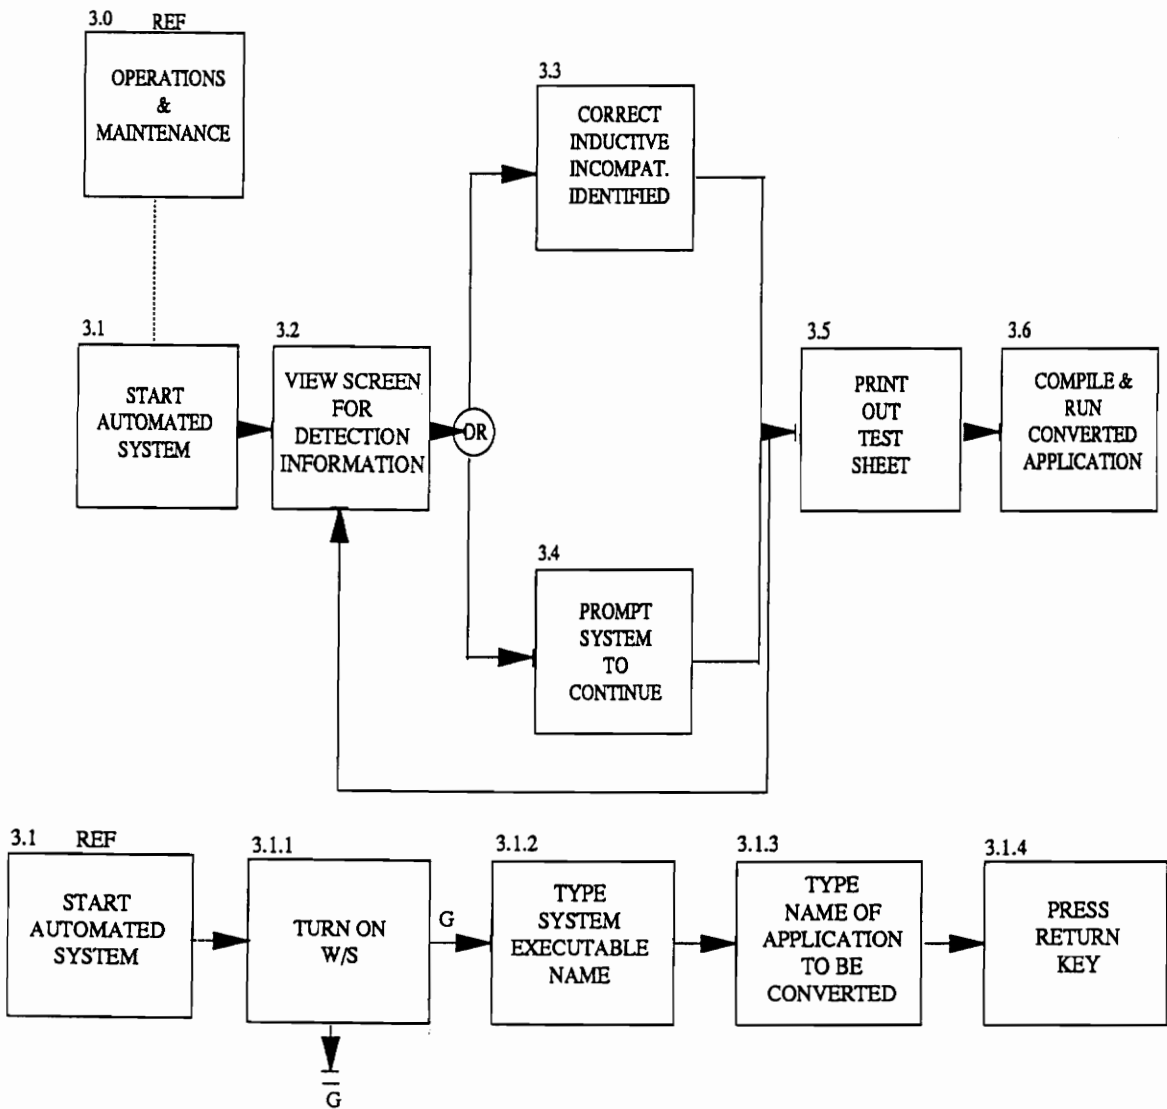 3.0 REF
OPERATIONS
&
MAINTENANCE
3.3
CORRECT
INDUCTIVE
INCOMPAT.
IDENTIFIED
3.1
START
AUTOMATED
SYSTEM
3.2
VIEW SCREEN
FOR
DETECTION
INFORMATION
OR
3.4
PROMPT
SYSTEM
TO
CONTINUE
3.5
PRINT
OUT
TEST
SHEET
3.6
COMPILE &
RUN
CONVERTED
APPLICATION
3.1 REF
START
AUTOMATED
SYSTEM
3.1.1
TURN ON
W/S
G
G̅
3.1.2
TYPE
SYSTEM
EXECUTABLE
NAME
3.1.3
TYPE
NAME OF
APPLICATION
TO BE
CONVERTED
3.1.4
PRESS
RETURN
KEY